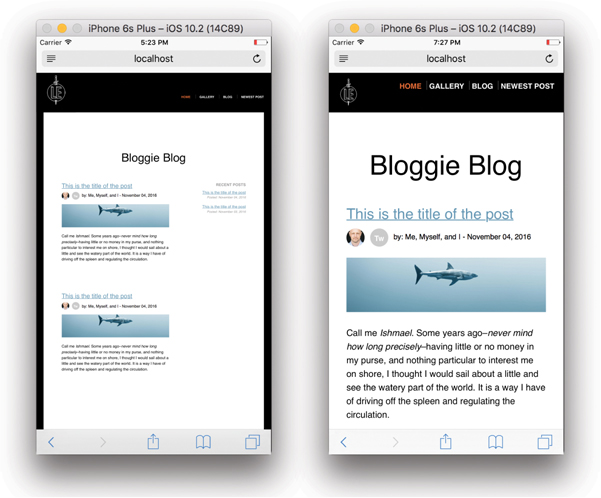 iPhone 6s Plus – iOS 10.2 (14C89)
Carrier
5:23 PM
localhost
LE
HOME
GALLERY
BLOG
NEWEST POST
Bloggie Blog
This is the title of the post
Tw
by: Me, Myself, and I - November 04, 2016
Call me Ishmael. Some years ago–never mind how long
precisely–having little or no money in my purse, and nothing
particular to interest me on shore, I thought I would sail about a
little and see the watery part of the world. It is a way I have of
driving off the spleen and regulating the circulation.
RECENT POSTS
This is the title of the post
Posted: November 04, 2016
This is the title of the post
Posted: November 04, 2016
This is the title of the post
Tw
by: Me, Myself, and I - November 04, 2016
Call me Ishmael. Some years ago–never mind how long
precisely–having little or no money in my purse, and nothing
particular to interest me on shore, I thought I would sail about a
little and see the watery part of the world. It is a way I have of
driving off the spleen and regulating the circulation.
iPhone 6s Plus – iOS 10.2 (14C89)
Carrier
7:27 PM
localhost
LE
HOME
GALLERY
BLOG
NEWEST POST
Bloggie Blog
This is the title of the post
Tw
by: Me, Myself, and I - November 04, 2016
Call me Ishmael. Some years ago–never mind
how long precisely–having little or no money in
my purse, and nothing particular to interest me
on shore, I thought I would sail about a little and
see the watery part of the world. It is a way I have
of driving off the spleen and regulating the
circulation.